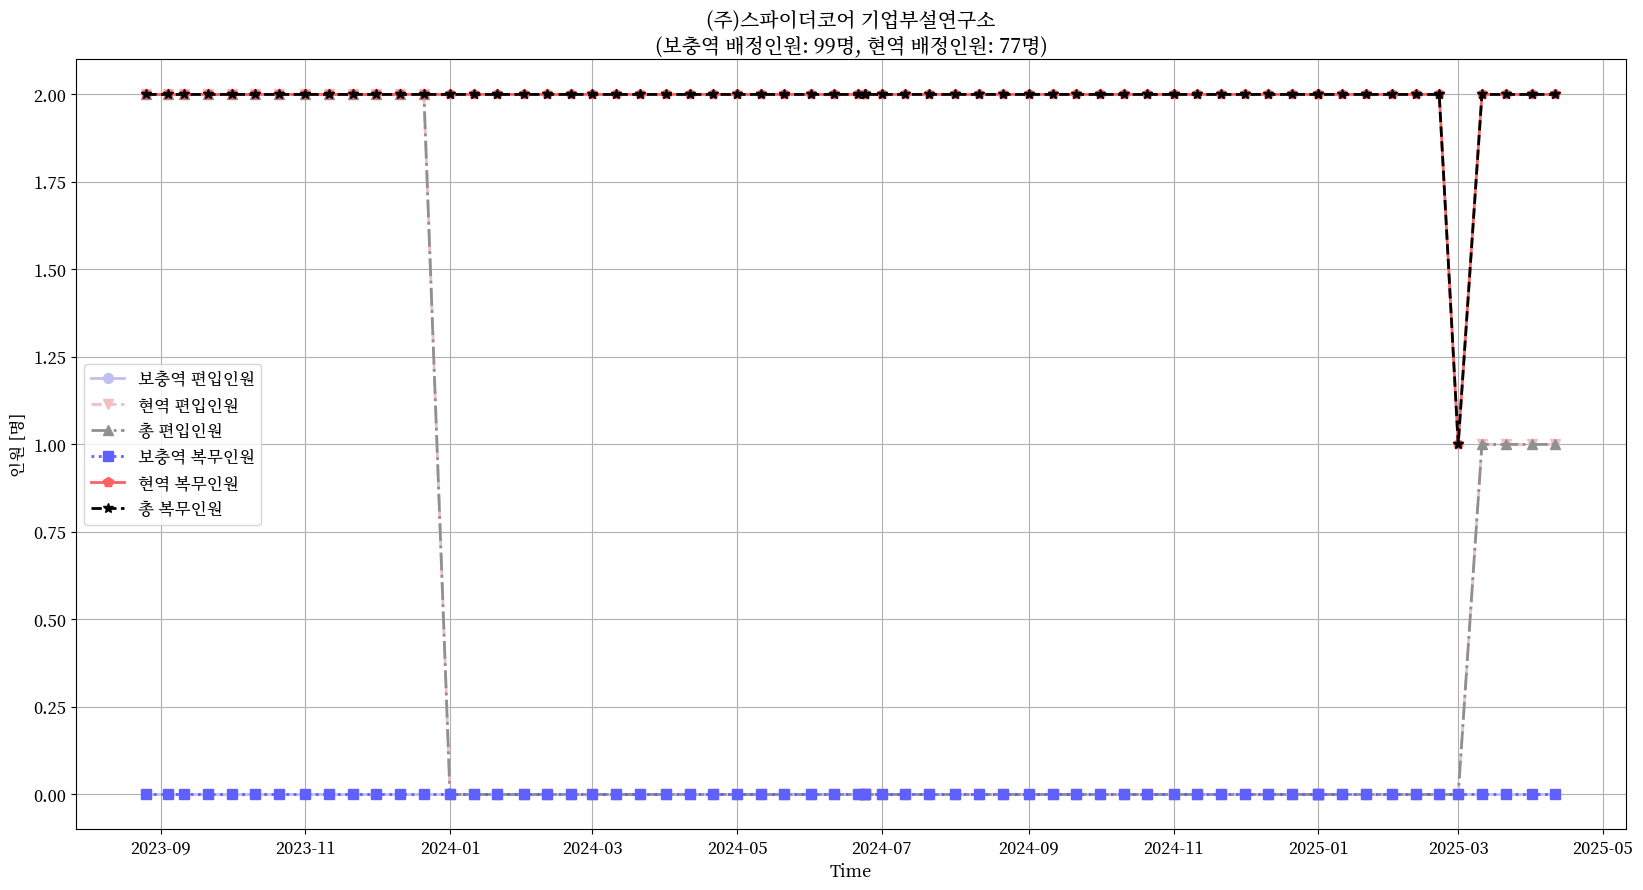 (주)스파이더코어 기업부설연구소
(보충역 배정인원: 99명, 현역 배정인원: 77명)
2.00
1.75
1.50
1.25
1.00
0.75
0.50
0.25
0.00
인원 [명]
보충역 편입인원
현역 편입인원
총 편입인원
보충역 복무인원
현역 복무인원
총 복무인원
2023-09 2023-11 2024-01 2024-03 2024-05 2024-07 2024-09 2024-11 2025-01 2025-03 2025-05
Time